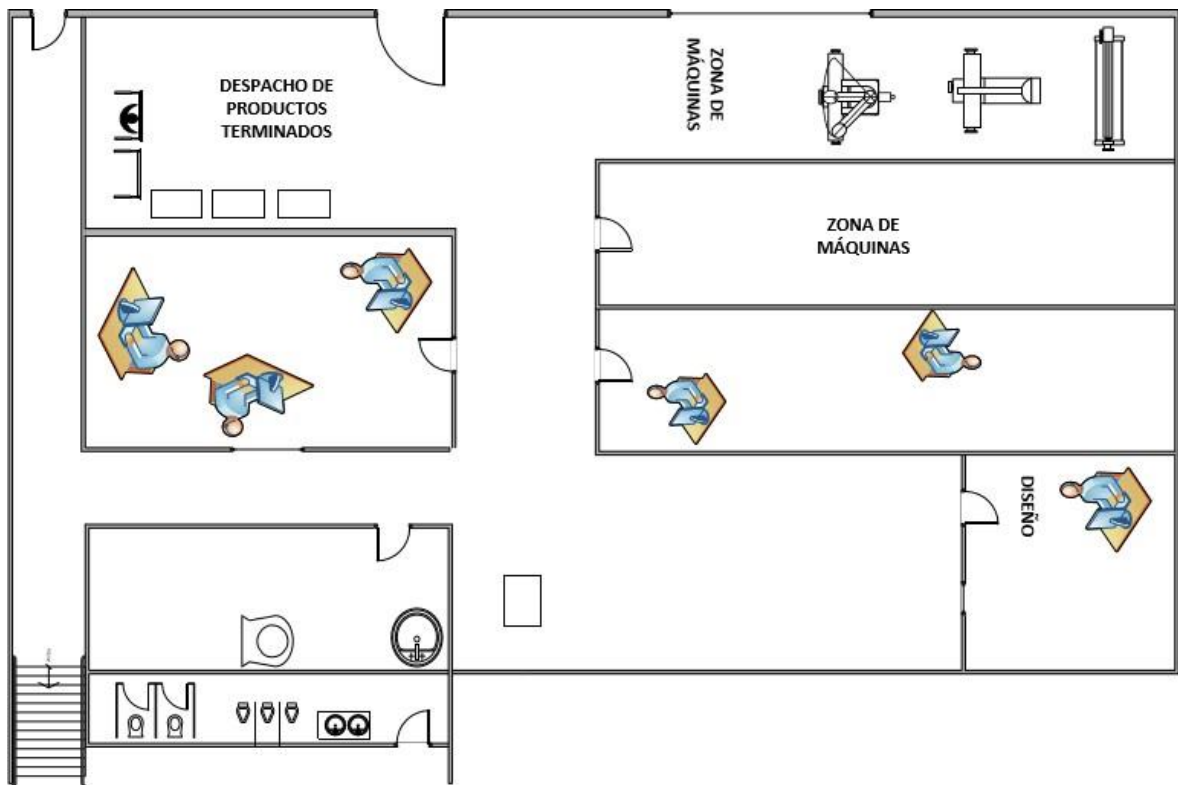 DESPACHO DE
PRODUCTOS
TERMINADOS
ZONA DE
MÁQUINAS
ZONA DE
MÁQUINAS
DISEÑO